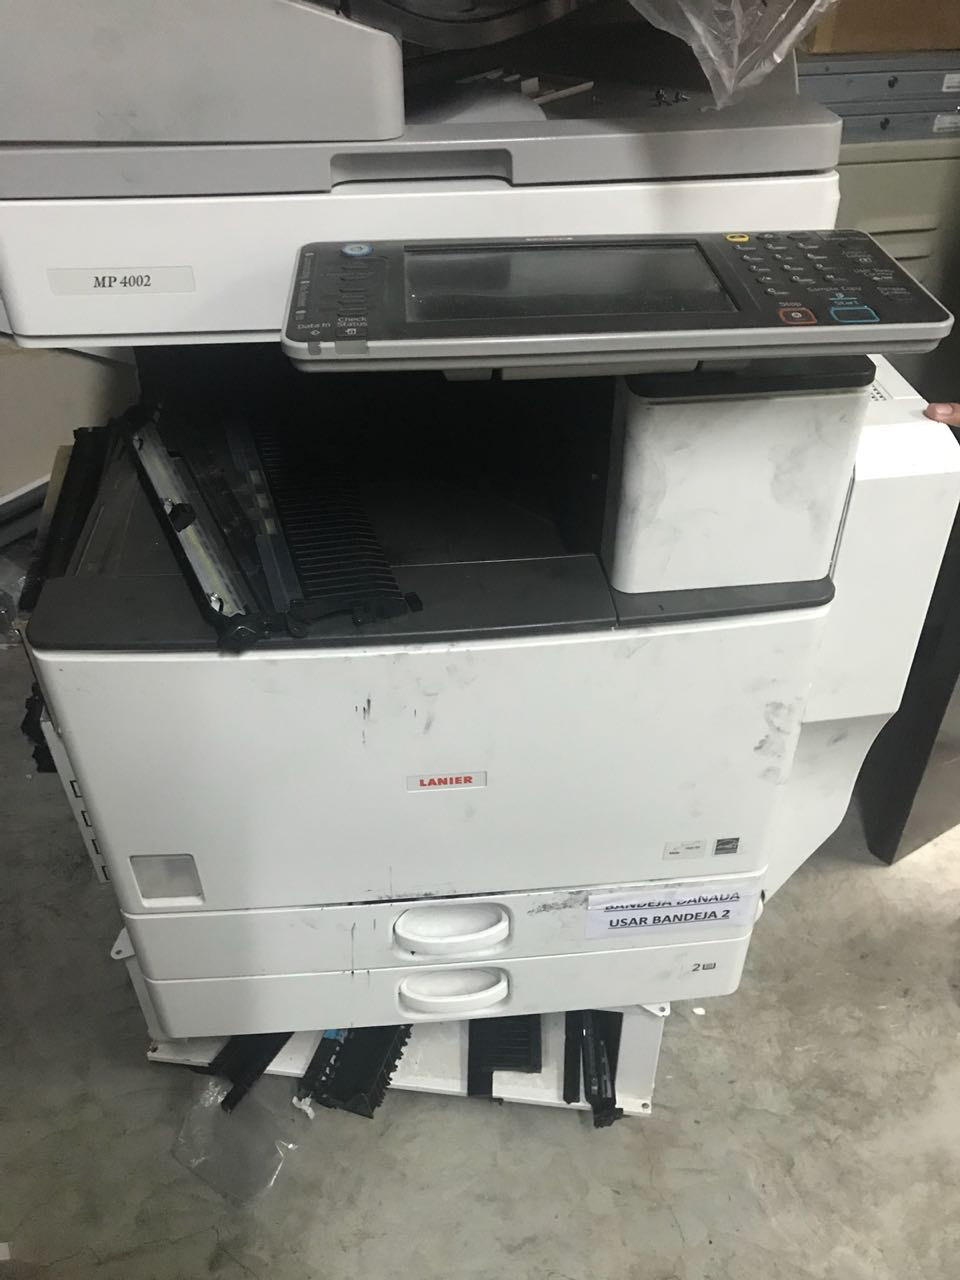 MP 4002
Data In
Check
Status
Sample Copy
Stop
Start
LANIER
BANDEJA DAÑADA
USAR BANDEJA 2
2